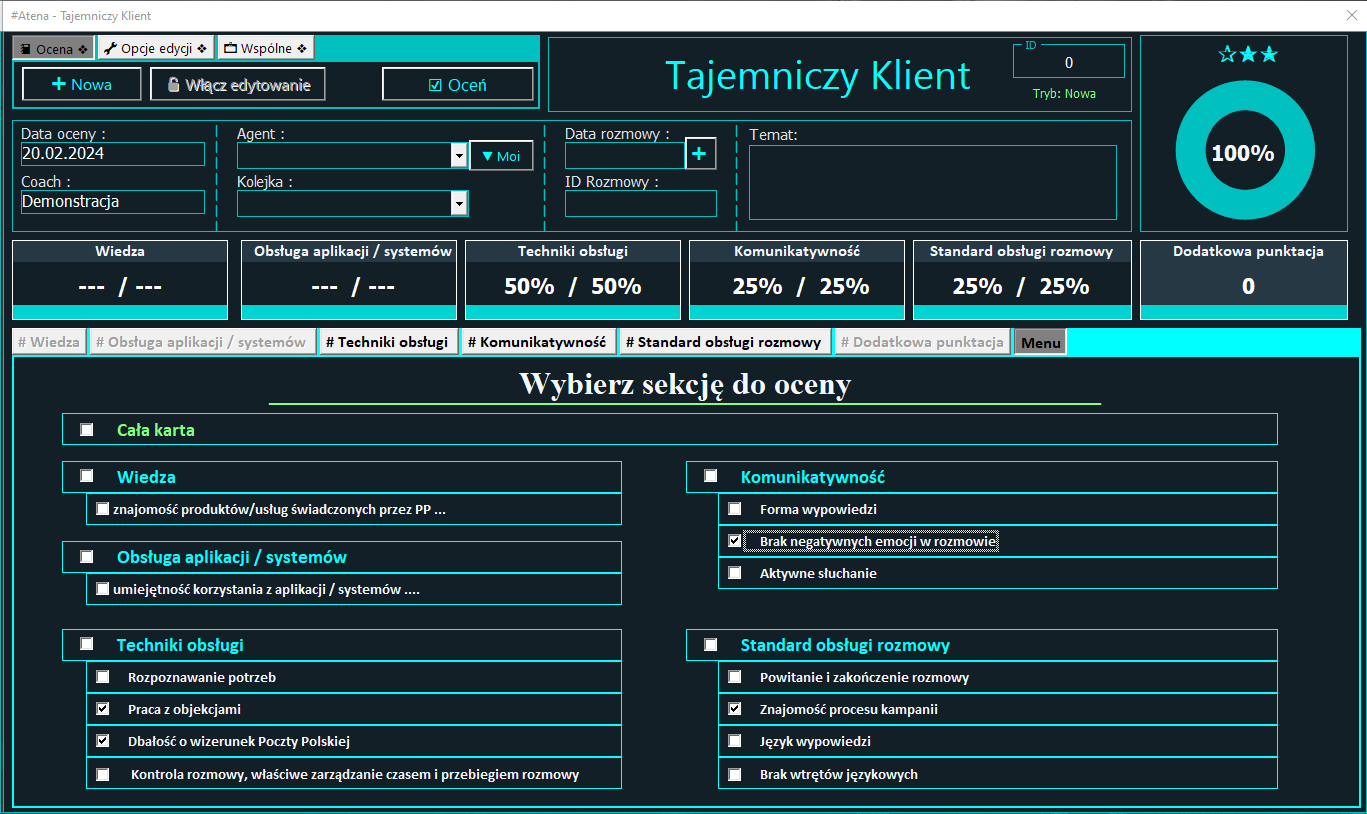 #Atena - Tajemniczy Klient
Ocena ❖ Opcje edycji ❖ Wspólne ❖
+ Nowa Włącz edytowanie Oceń
Tajemniczy Klient
ID
0
Tryb: Nowa
100%
Data oceny :
20.02.2024
Coach :
Demonstracja
Agent :
▼ Moi
Kolejka :
Data rozmowy :
+
ID Rozmowy :
Temat:
Wiedza
--- / ---
Obsługa aplikacji / systemów
--- / ---
Techniki obsługi
50% / 50%
Komunikatywność
25% / 25%
Standard obsługi rozmowy
25% / 25%
Dodatkowa punktacja
0
# Wiedza # Obsługa aplikacji / systemów # Techniki obsługi # Komunikatywność # Standard obsługi rozmowy # Dodatkowa punktacja Menu
Wybierz sekcję do oceny
Cała karta
Wiedza
znajomość produktów/usług świadczonych przez PP ...
Obsługa aplikacji / systemów
umiejętność korzystania z aplikacji / systemów ....
Techniki obsługi
Rozpoznawanie potrzeb
Praca z objekcjami
Dbałość o wizerunek Poczty Polskiej
Kontrola rozmowy, właściwe zarządzanie czasem i przebiegiem rozmowy
Komunikatywność
Forma wypowiedzi
Brak negatywnych emocji w rozmowie
Aktywne słuchanie
Standard obsługi rozmowy
Powitanie i zakończenie rozmowy
Znajomość procesu kampanii
Język wypowiedzi
Brak wtrętów językowych